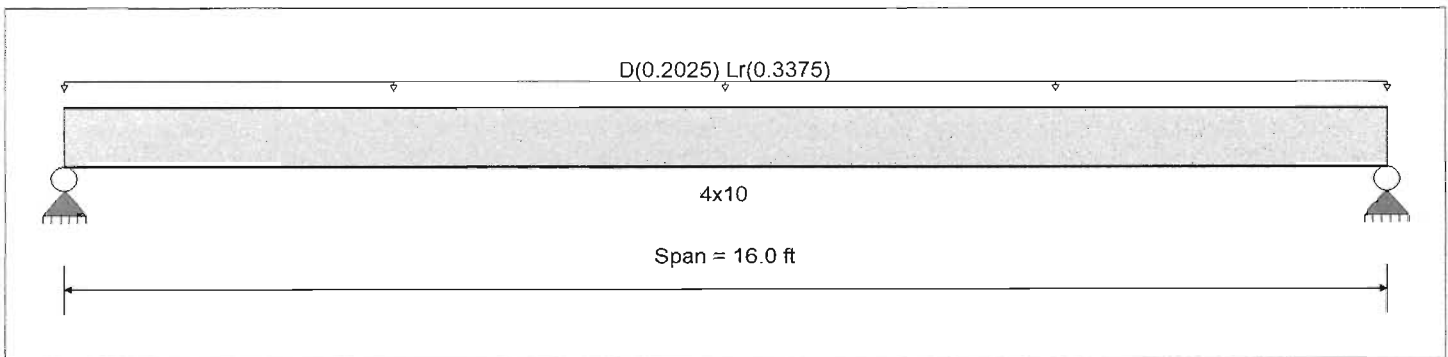 D(0.2025) Lr(0.3375)
4x10
Span = 16.0 ft